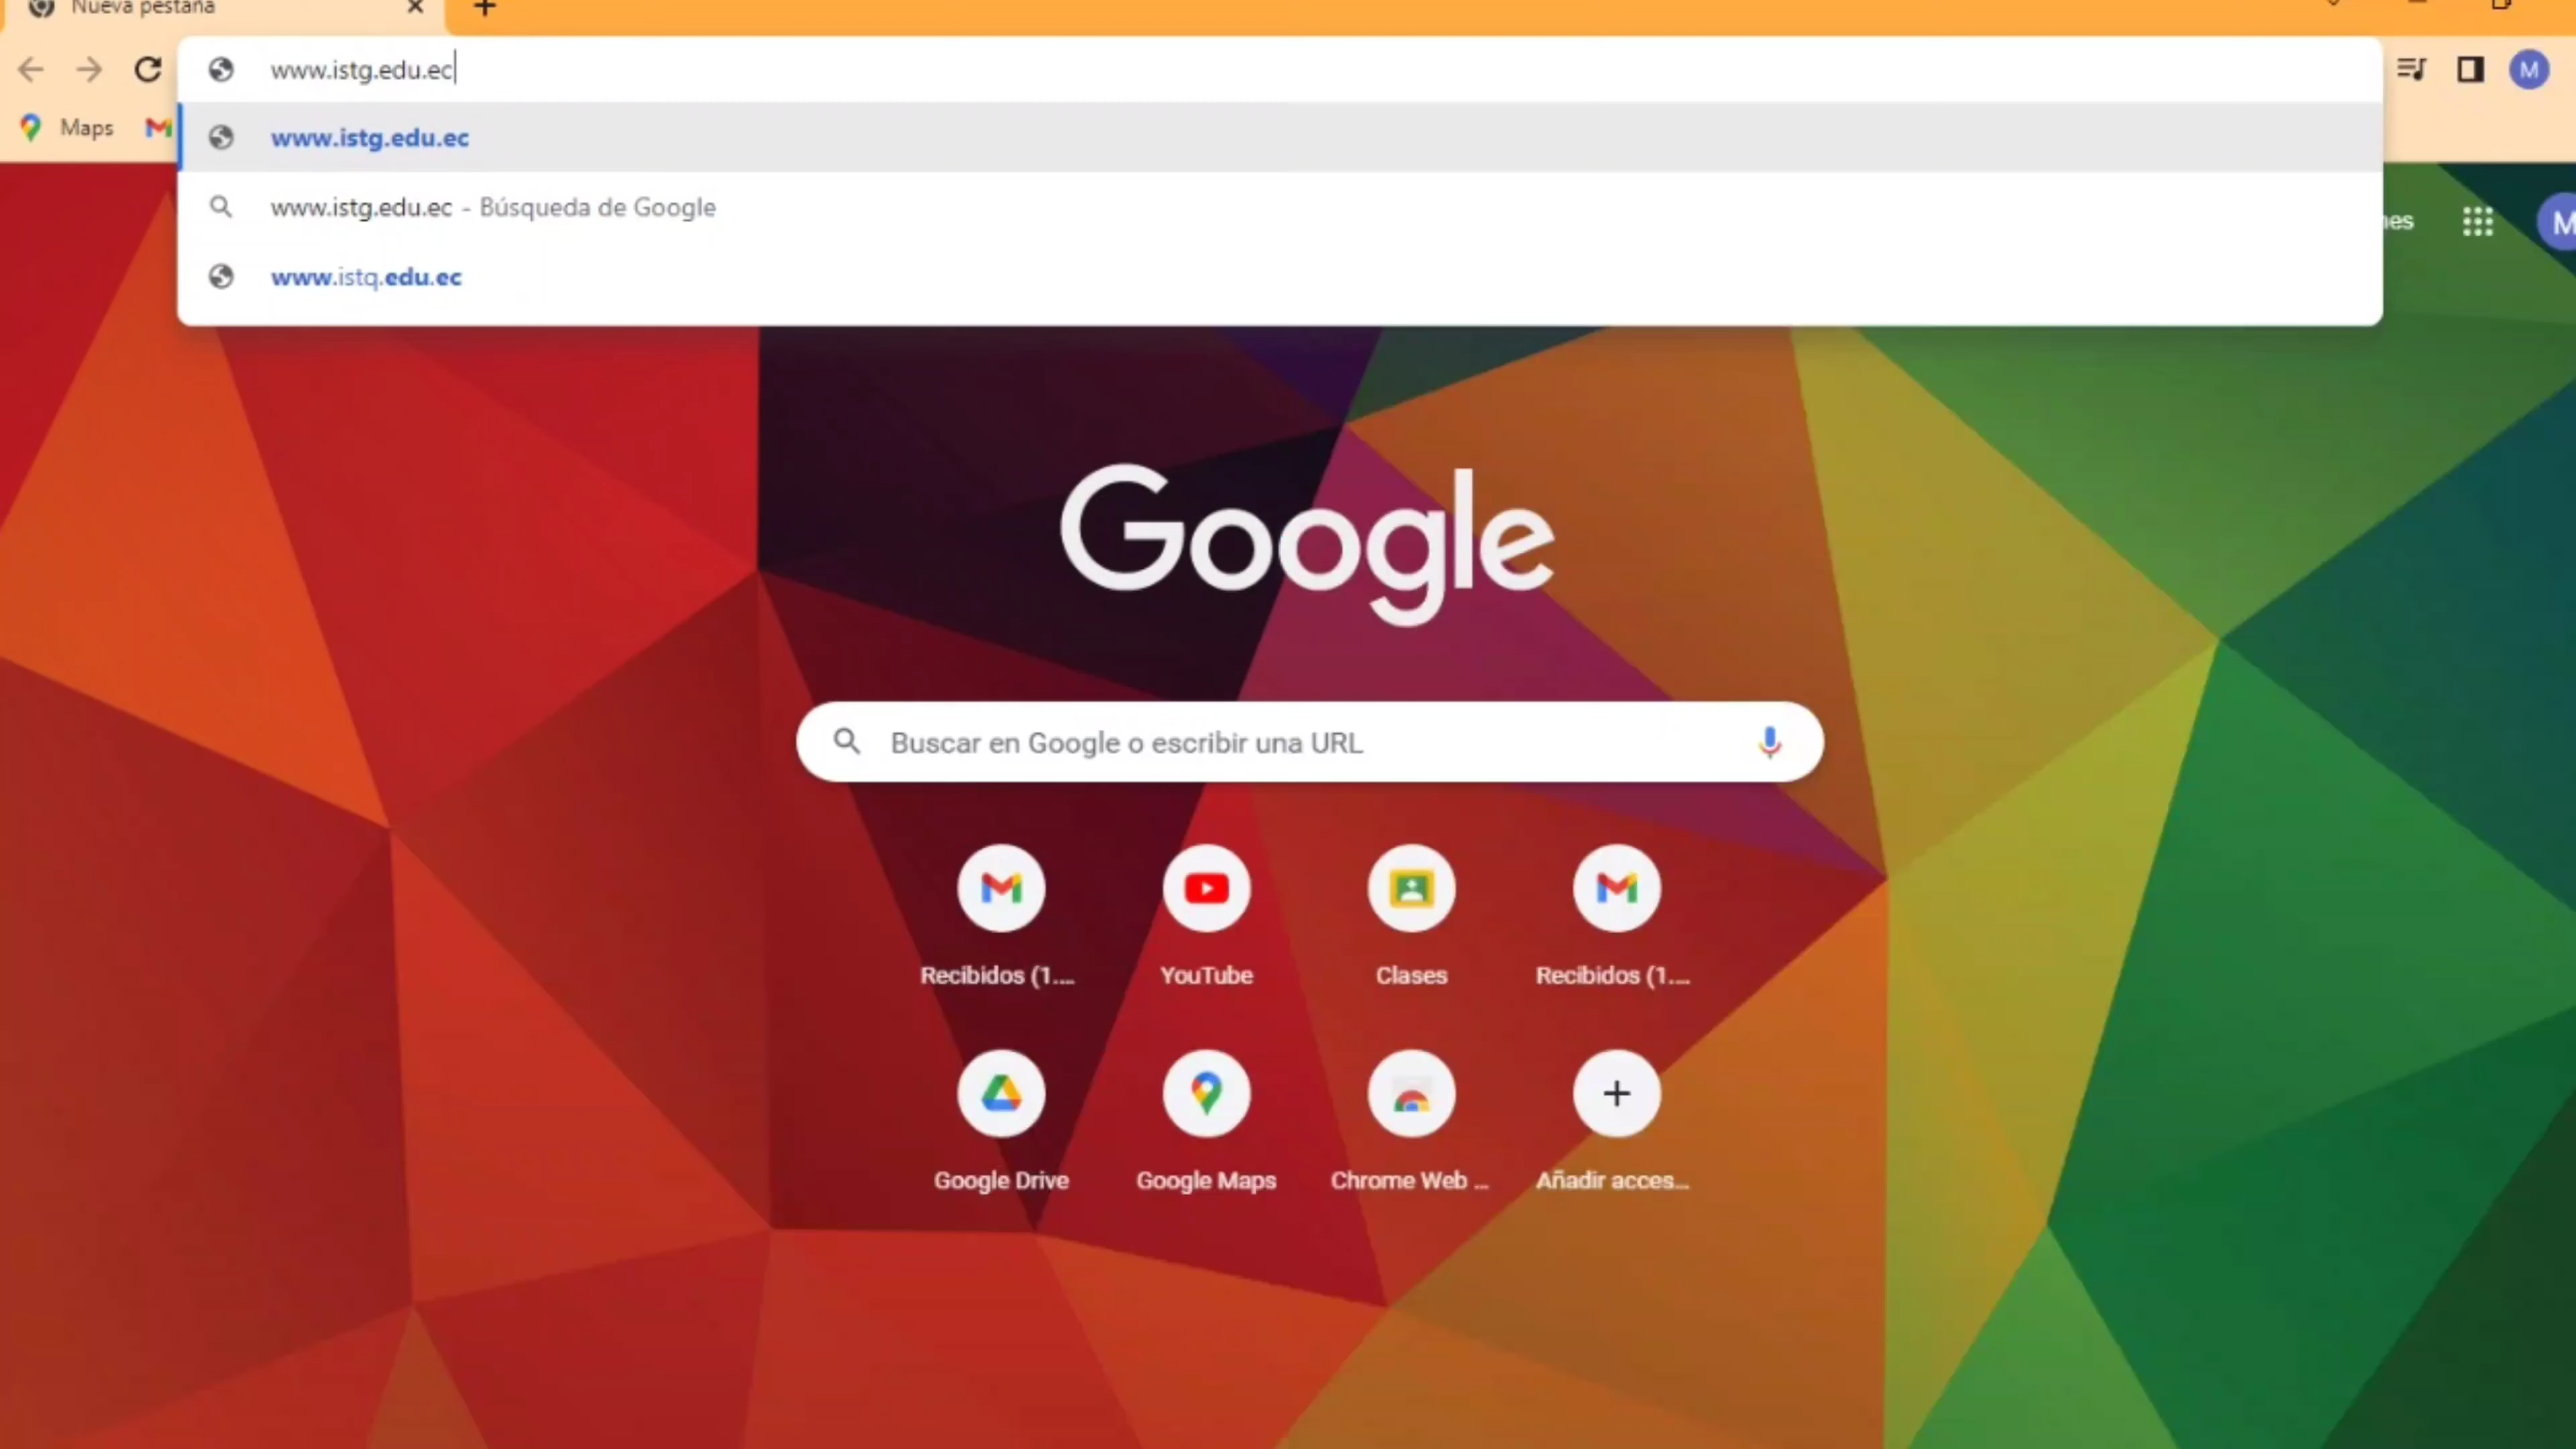 Nueva pestaña
www.istg.edu.ec
M
Maps
www.istg.edu.ec
www.istg.edu.ec - Búsqueda de Google
www.istq.edu.ec
M
Google
Buscar en Google o escribir una URL
Recibidos (1.... YouTube Clases Recibidos (1....
Google Drive Google Maps Chrome Web ... Añadir acces...